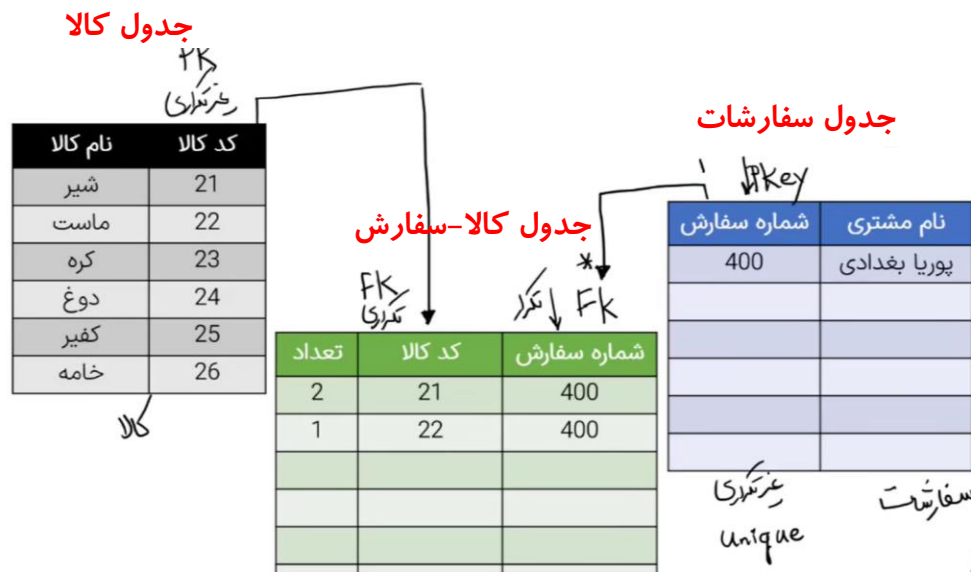 جدول کالا
PK
غیرتکراری
کد کالا نام کالا
21 شیر
22 ماست
23 کره
24 دوغ
25 کفیر
26 خامه
کالا
جدول سفارشات
PKey
نام مشتری شماره سفارش
پوریا بغدادی 400
غیرتکراری
unique
سفارشات
جدول کالا-سفارش
* 
FK
تکراری
تکرار FK
شماره سفارش کد کالا تعداد
400 21 2
400 22 1